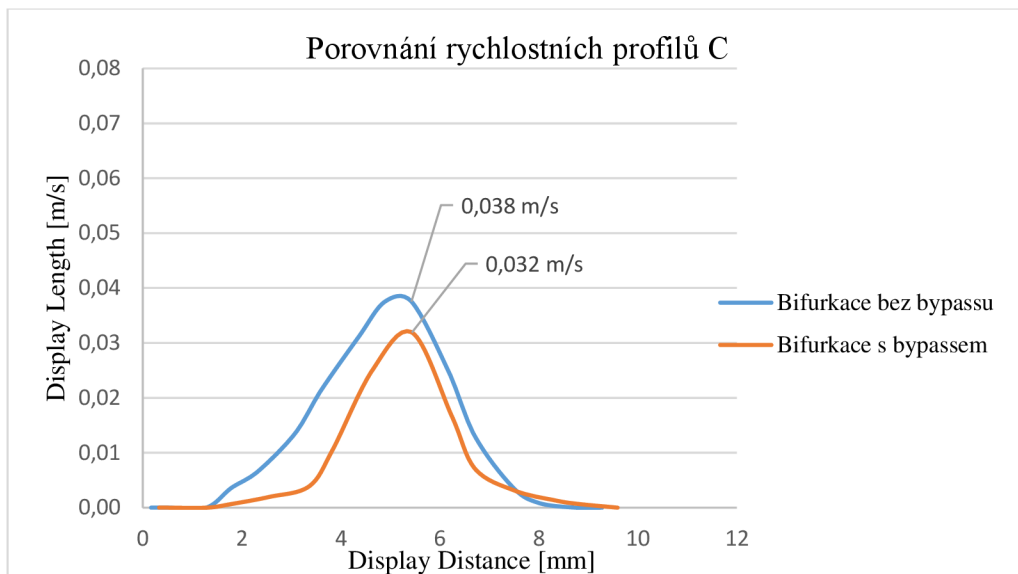 Porovnání rychlostních profilů C
0,08
0,07
0,06
0,05
0,04
0,03
0,02
0,01
0,00
Display Length [m/s]
0,038 m/s
0,032 m/s
Bifurkace bez bypassu
Bifurkace s bypassem
0 2 4 6 8 10 12
Display Distance [mm]